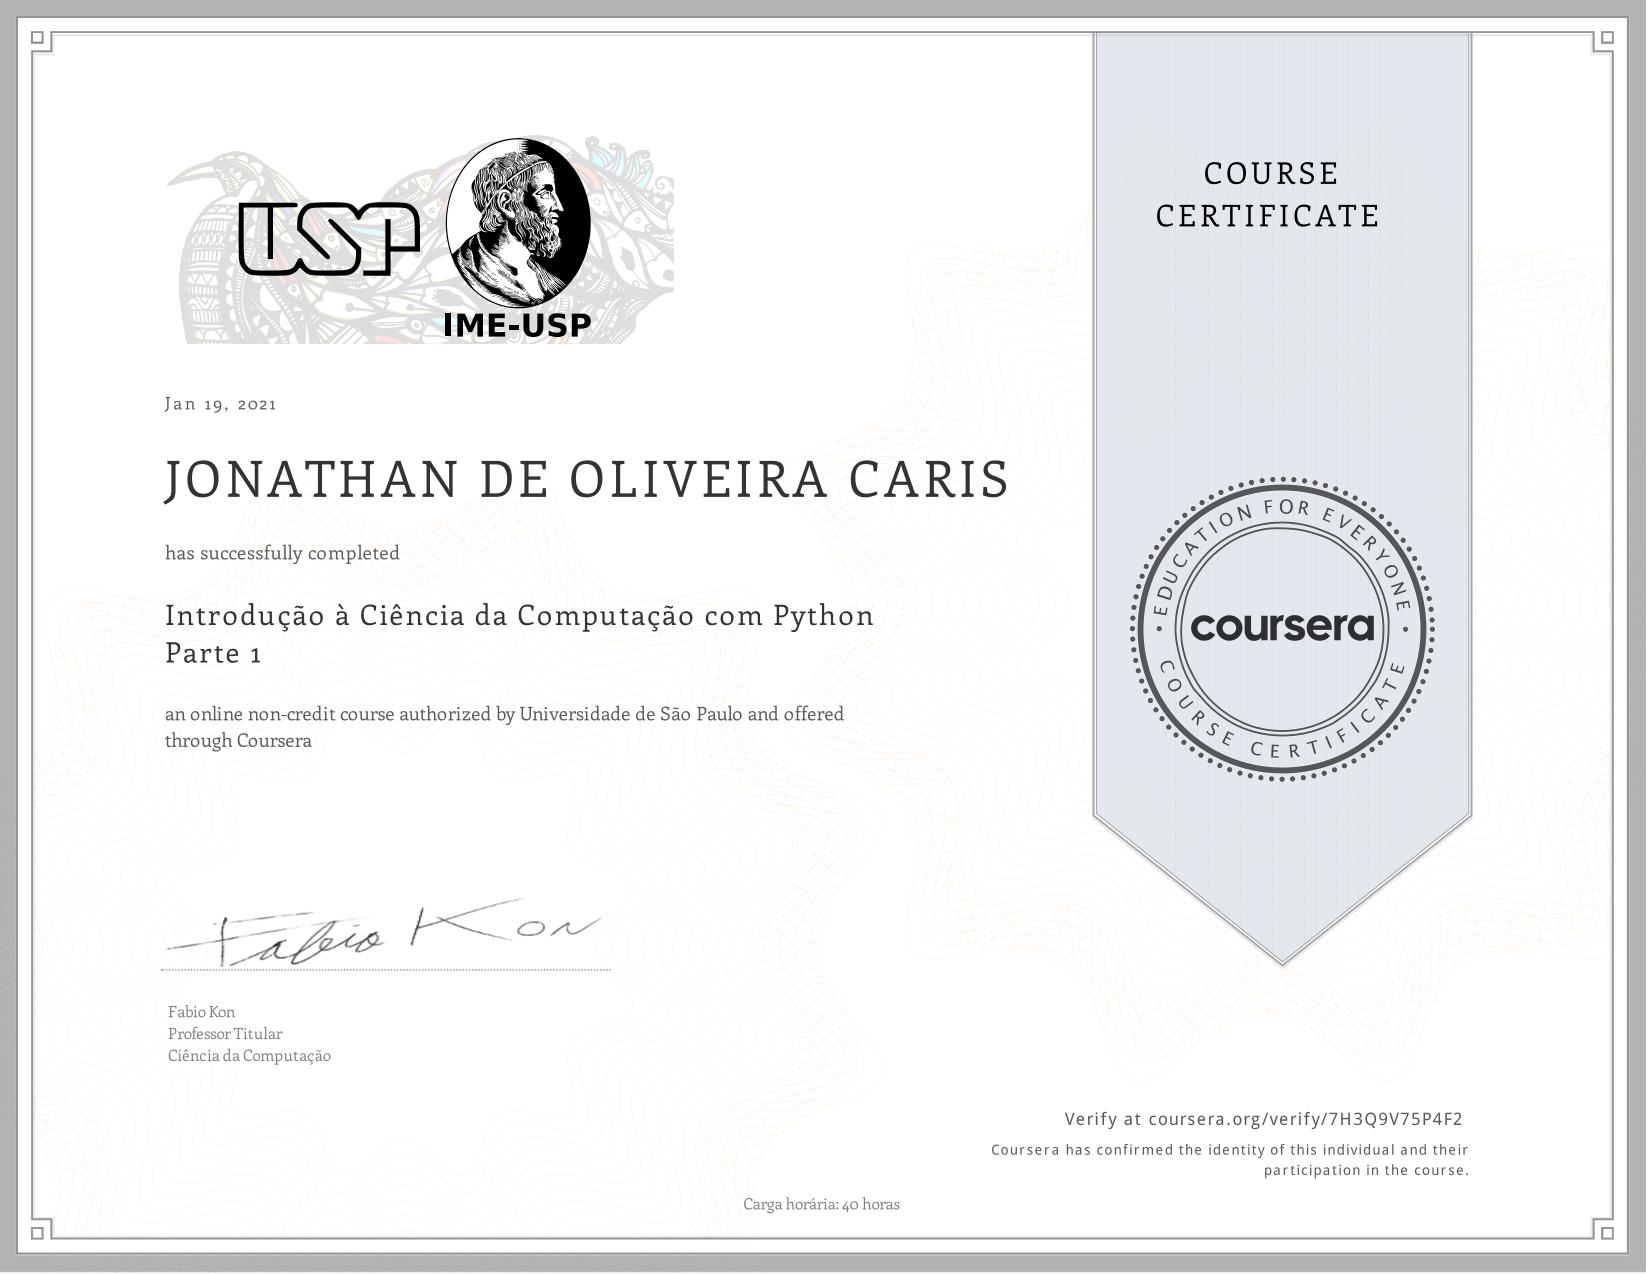 USP
IME-USP
Jan 19, 2021
JONATHAN DE OLIVEIRA CARIS
has successfully completed
Introdução à Ciência da Computação com Python
Parte 1
an online non-credit course authorized by Universidade de São Paulo and offered
through Coursera
Fabio Kon
Fabio Kon
Professor Titular
Ciência da Computação
COURSE
CERTIFICATE
• EDUCATION FOR EVERYONE •
coursera
COURSE CERTIFICATE
Verify at coursera.org/verify/7H3Q9V75P4F2
Coursera has confirmed the identity of this individual and their
participation in the course.
Carga horária: 40 horas